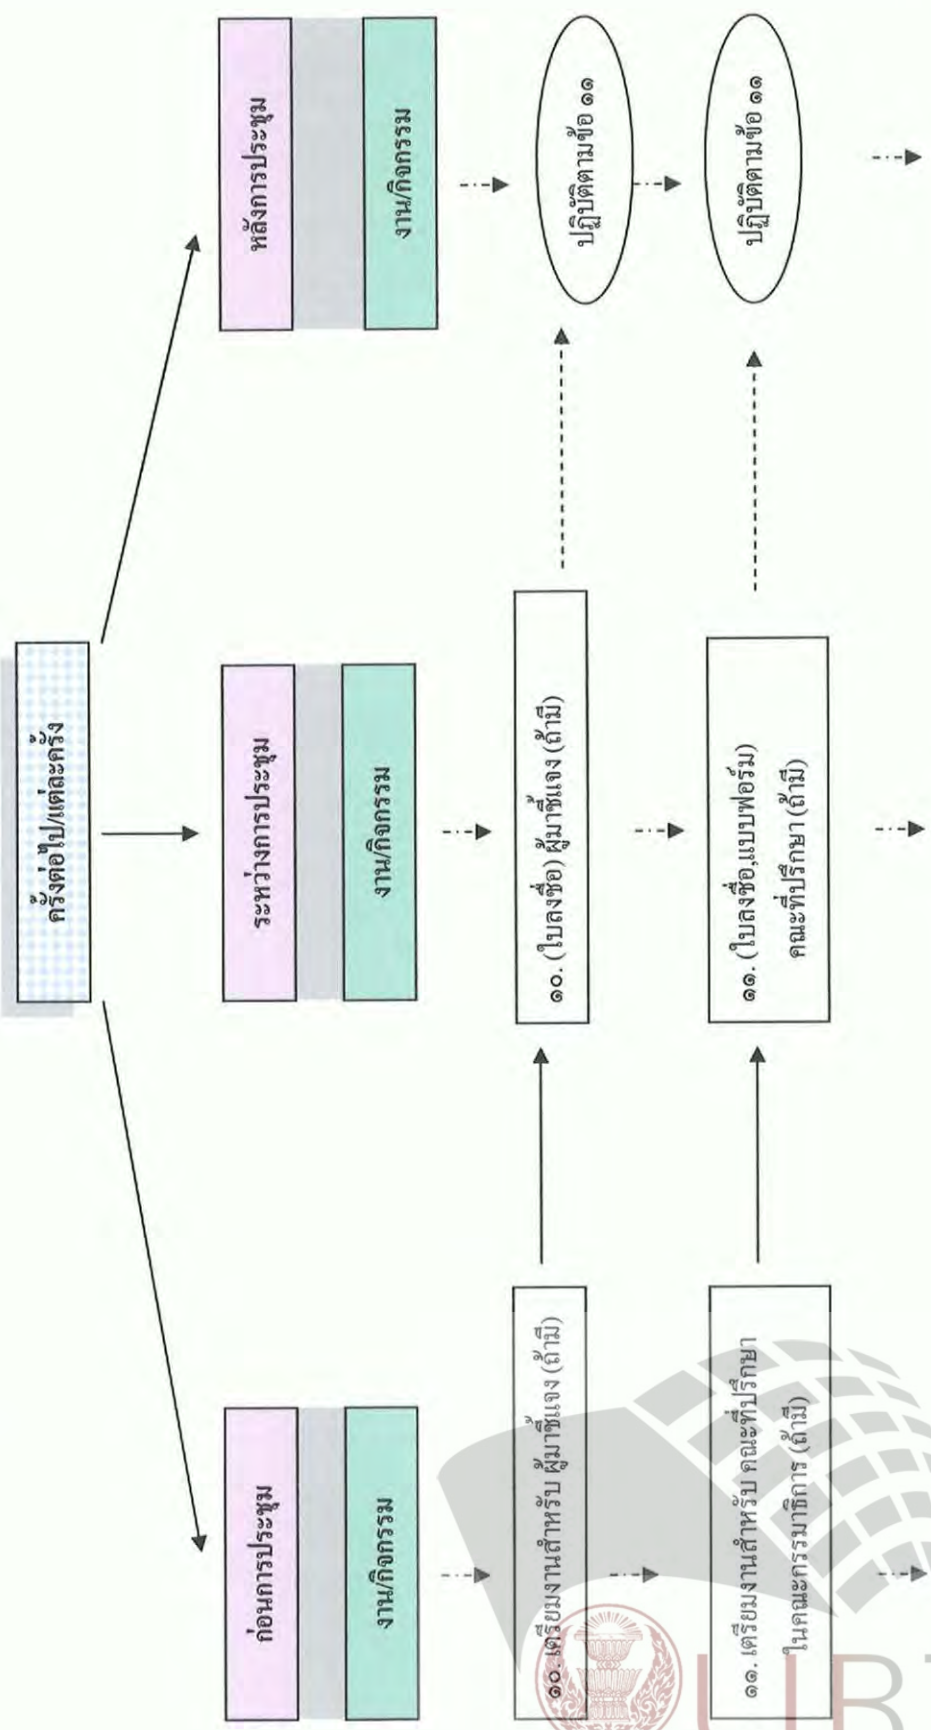 ครั้งต่อไป/แต่ละครั้ง
ก่อนการประชุม
ระหว่างการประชุม
หลังการประชุม
งาน/กิจกรรม
งาน/กิจกรรม
งาน/กิจกรรม
๑๐. เตรียมงานสำหรับ ผู้มาชี้แจง (ถ้ามี)
๑๐. (ใบลงชื่อ) ผู้มาชี้แจง (ถ้ามี)
ปฏิบัติตามข้อ ๑๑
๑๑. เตรียมงานสำหรับ คณะที่ปรึกษา
ในคณะกรรมาธิการ (ถ้ามี)
๑๑. (ใบลงชื่อ,แบบฟอร์ม)
คณะที่ปรึกษา (ถ้ามี)
ปฏิบัติตามข้อ ๑๑